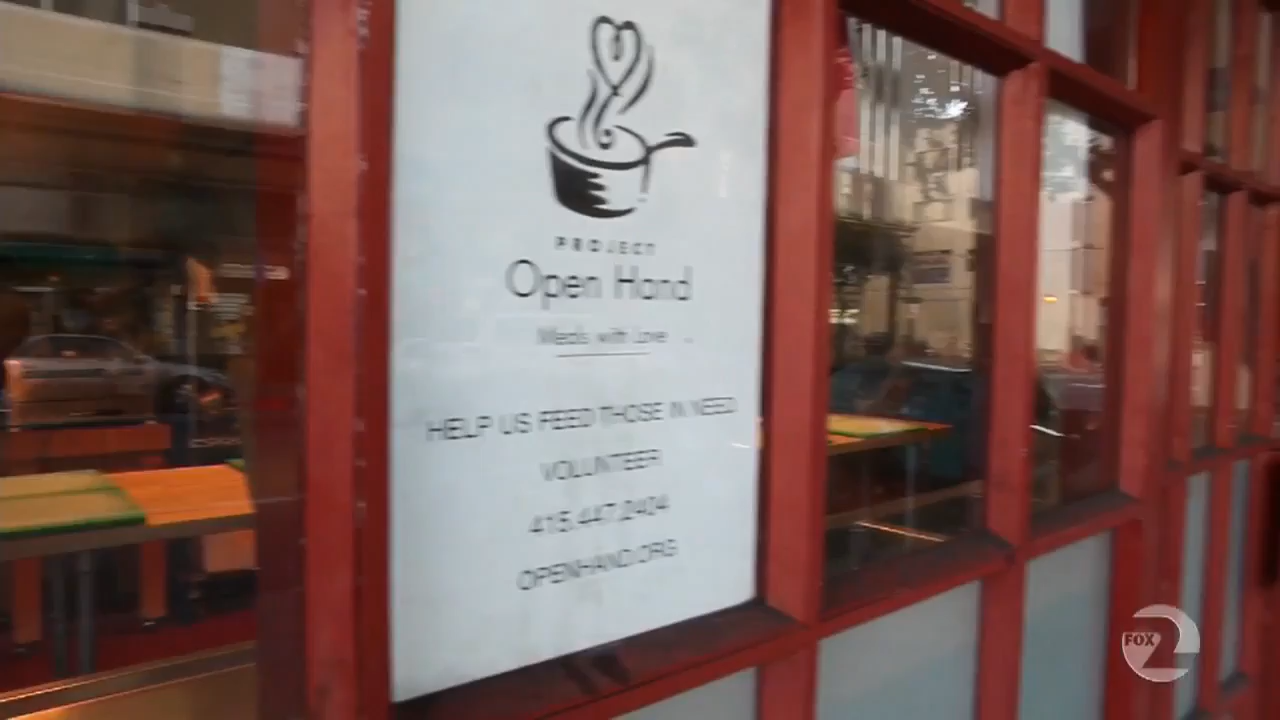 PROJECT
Open Hand
Meals with Love
HELP US FEED THOSE IN NEED
VOLUNTEER
415.447.2404
OPENHAND.ORG
FOX
2